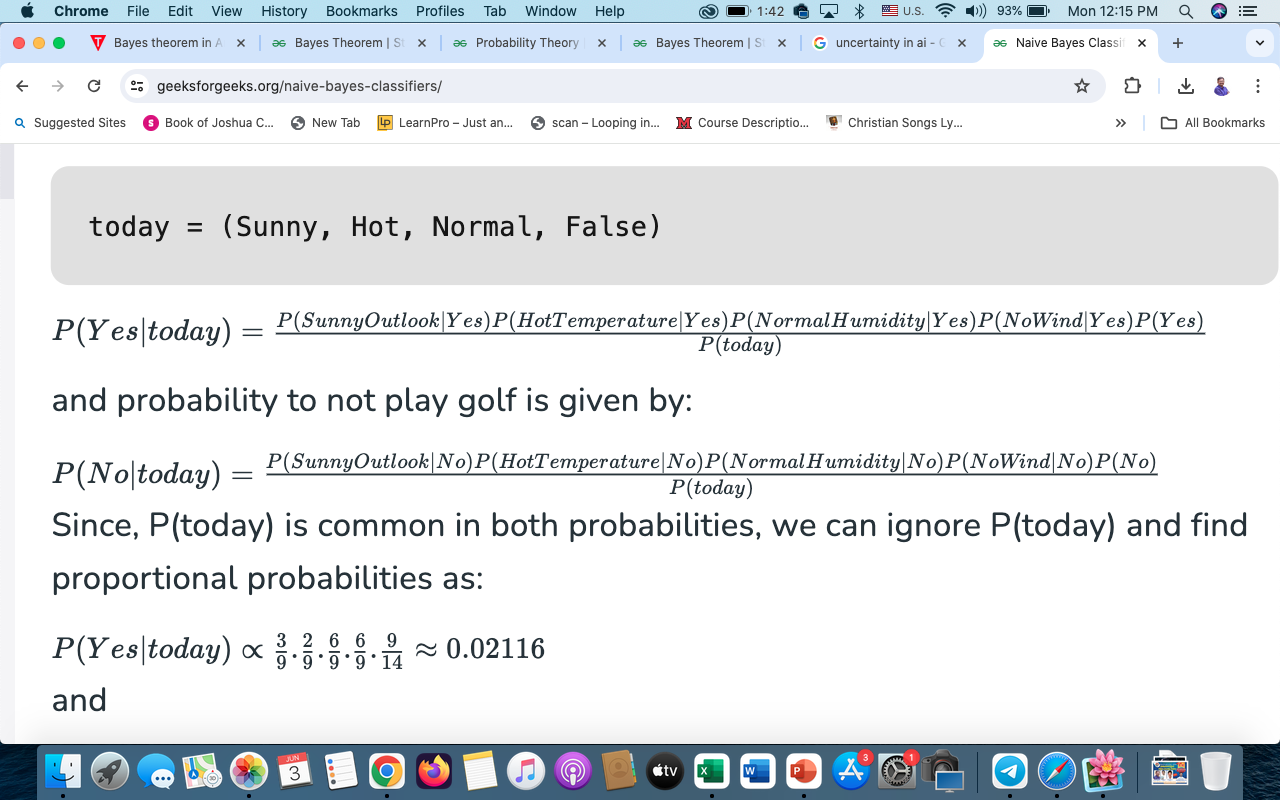 Chrome File Edit View History Bookmarks Profiles Tab Window Help 1:42 U.S. 93% Mon 12:15 PM
Bayes theorem in A Bayes Theorem | St Probability Theory Bayes Theorem | St uncertainty in ai - G Naive Bayes Classif
geeksforgeeks.org/naive-bayes-classifiers/
Suggested Sites S Book of Joshua C... New Tab LP LearnPro – Just an... scan – Looping in... M Course Descriptio... Christian Songs Ly... » All Bookmarks
today = (Sunny, Hot, Normal, False)
P(Yes|today) = P(SunnyOutlook|Yes)P(HotTemperature|Yes)P(NormalHumidity|Yes)P(NoWind|Yes)P(Yes) / P(today)
and probability to not play golf is given by:
P(No|today) = P(SunnyOutlook|No)P(HotTemperature|No)P(NormalHumidity|No)P(NoWind|No)P(No) / P(today)
Since, P(today) is common in both probabilities, we can ignore P(today) and find
proportional probabilities as:
P(Yes|today) ∝ 3/9 . 2/9 . 6/9 . 6/9 . 9/14 ≈ 0.02116
and
JUN 3 tv X W P 3 1